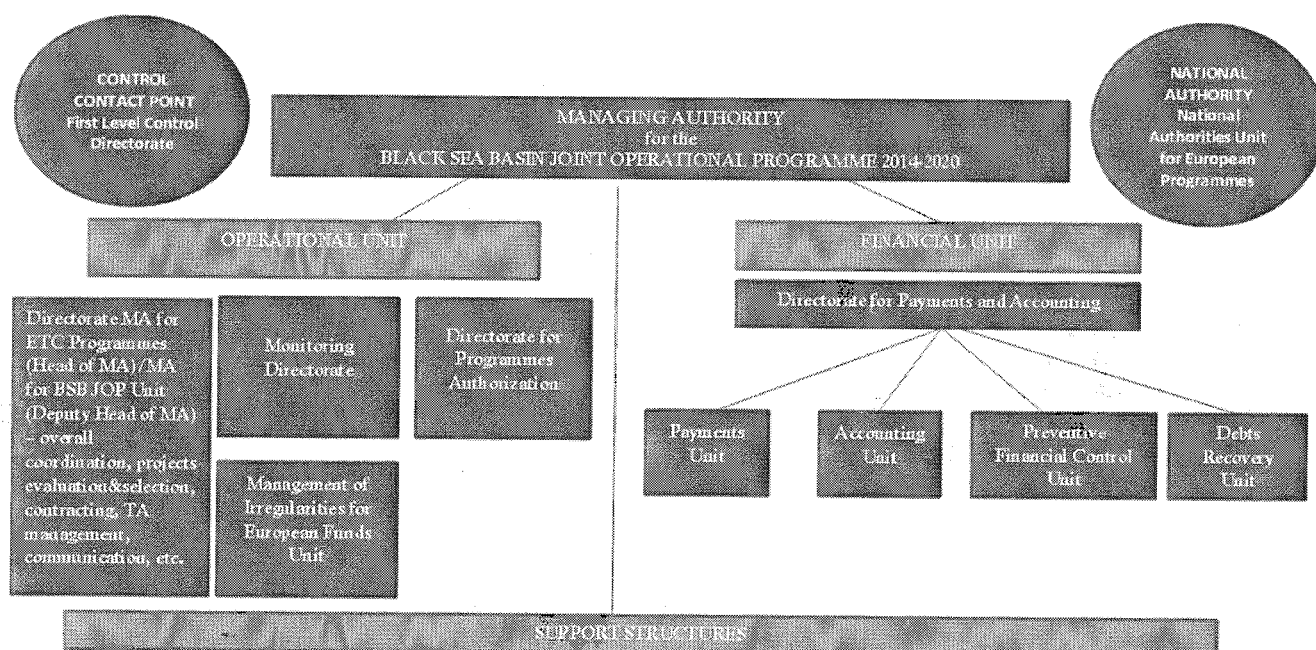 CONTROL
CONTACT POINT
First Level Control
Directorate
MANAGING AUTHORITY
for the
BLACK SEA BASIN JOINT OPERATIONAL PROGRAMME 2014-2020
NATIONAL
AUTHORITY
National
Authorities Unit
for European
Programmes
OPERATIONAL UNIT
FINANCIAL UNIT
Directorate MA for
ETC Programmes
(Head of MA)/MA
for BSB JOP Unit
(Deputy Head of MA)
– overall
coordination, projects
evaluation&selection,
contracting, TA
management,
communication, etc.
Monitoring
Directorate
Directorate for
Programmes
Authorization
Management of
Irregularities for
European Funds
Unit
Directorate for Payments and Accounting
Payments
Unit
Accounting
Unit
Preventive
Financial Control
Unit
Debts
Recovery
Unit
SUPPORT STRUCTURES